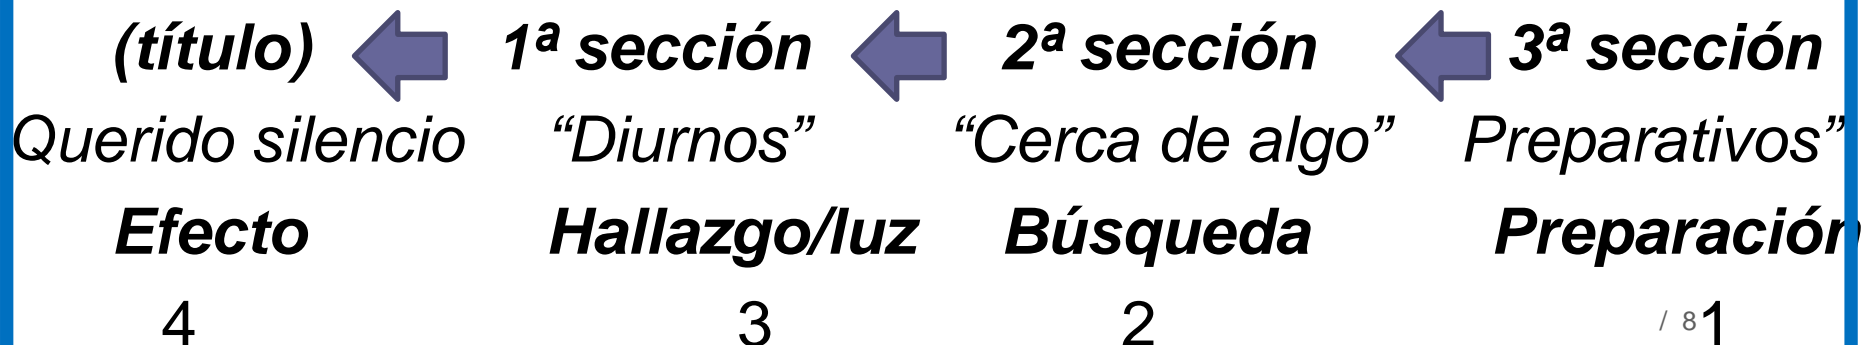 (título) 1ª sección 2ª sección 3ª sección
Querido silencio “Diurnos” “Cerca de algo” Preparativos”
Efecto Hallazgo/luz Búsqueda Preparación
4 3 2 / 8 1